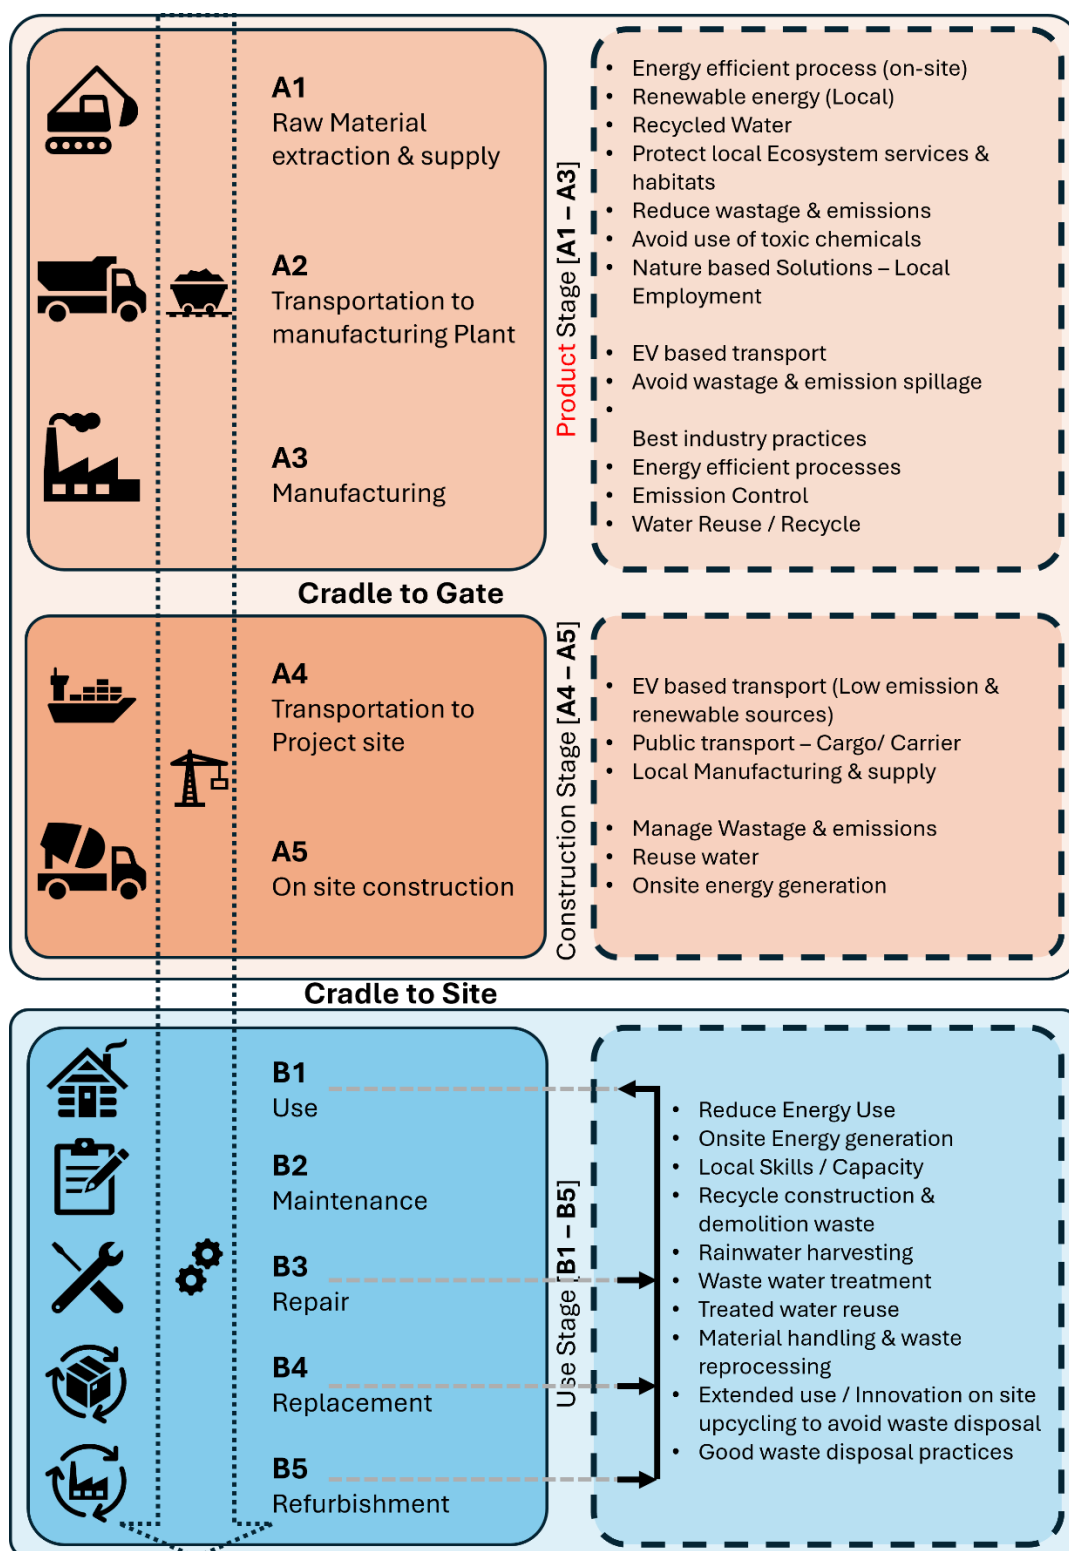 A1
Raw Material
extraction & supply
A2
Transportation to
manufacturing Plant
A3
Manufacturing
Product Stage [A1 – A3]
• Energy efficient process (on-site)
• Renewable energy (Local)
• Recycled Water
• Protect local Ecosystem services &
habitats
• Reduce wastage & emissions
• Avoid use of toxic chemicals
• Nature based Solutions – Local
Employment
• EV based transport
• Avoid wastage & emission spillage
•
Best industry practices
• Energy efficient processes
• Emission Control
• Water Reuse / Recycle
Cradle to Gate
A4
Transportation to
Project site
A5
On site construction
Construction Stage [A4 – A5]
• EV based transport (Low emission &
renewable sources)
• Public transport – Cargo/ Carrier
• Local Manufacturing & supply
• Manage Wastage & emissions
• Reuse water
• Onsite energy generation
Cradle to Site
B1
Use
B2
Maintenance
B3
Repair
B4
Replacement
B5
Refurbishment
Use Stage [B1 – B5]
• Reduce Energy Use
• Onsite Energy generation
• Local Skills / Capacity
• Recycle construction &
demolition waste
• Rainwater harvesting
• Waste water treatment
• Treated water reuse
• Material handling & waste
reprocessing
• Extended use / Innovation on site
upcycling to avoid waste disposal
• Good waste disposal practices